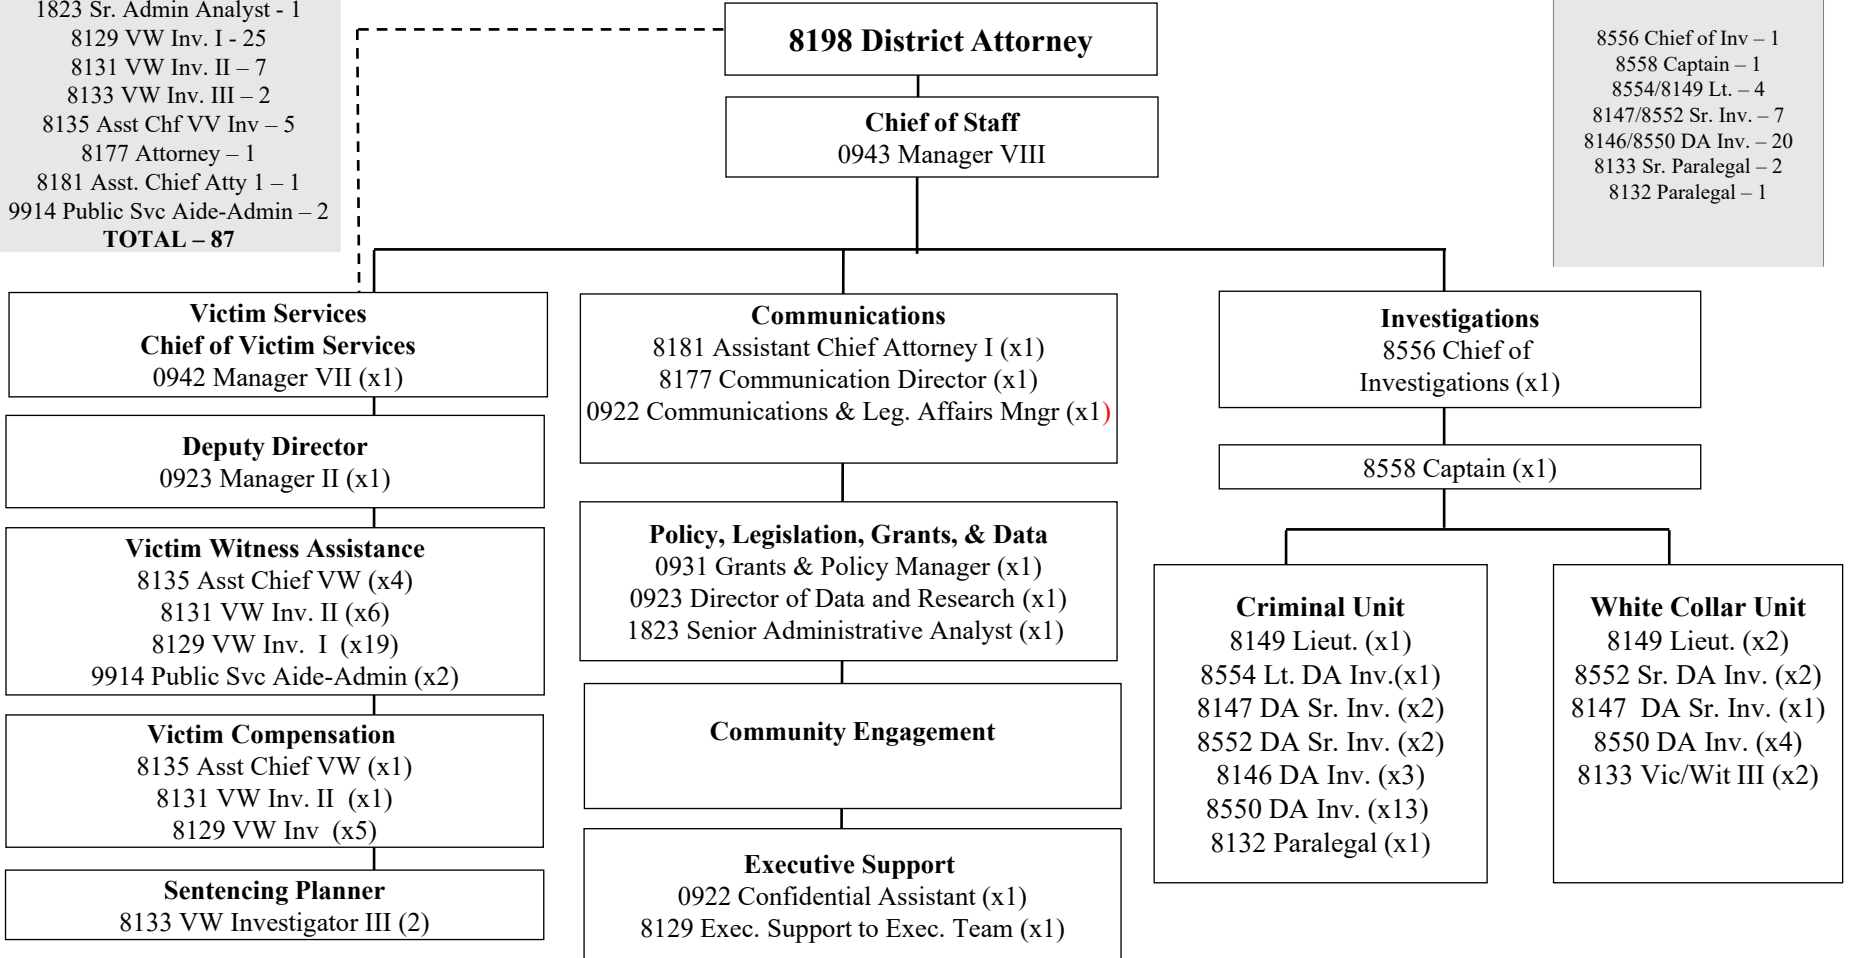 1823 Sr. Admin Analyst - 1
8129 VW Inv. I - 25
8131 VW Inv. II – 7
8133 VW Inv. III – 2
8135 Asst Chf VV Inv – 5
8177 Attorney – 1
8181 Asst. Chief Atty 1 – 1
9914 Public Svc Aide-Admin – 2
TOTAL – 87
8198 District Attorney
Chief of Staff
0943 Manager VIII
8556 Chief of Inv – 1
8558 Captain – 1
8554/8149 Lt. – 4
8147/8552 Sr. Inv. – 7
8146/8550 DA Inv. – 20
8133 Sr. Paralegal – 2
8132 Paralegal – 1
Victim Services
Chief of Victim Services
0942 Manager VII (x1)
Deputy Director
0923 Manager II (x1)
Victim Witness Assistance
8135 Asst Chief VW (x4)
8131 VW Inv. II (x6)
8129 VW Inv. I (x19)
9914 Public Svc Aide-Admin (x2)
Victim Compensation
8135 Asst Chief VW (x1)
8131 VW Inv. II (x1)
8129 VW Inv (x5)
Sentencing Planner
8133 VW Investigator III (2)
Communications
8181 Assistant Chief Attorney I (x1)
8177 Communication Director (x1)
0922 Communications & Leg. Affairs Mngr (x1)
Policy, Legislation, Grants, & Data
0931 Grants & Policy Manager (x1)
0923 Director of Data and Research (x1)
1823 Senior Administrative Analyst (x1)
Community Engagement
Executive Support
0922 Confidential Assistant (x1)
8129 Exec. Support to Exec. Team (x1)
Investigations
8556 Chief of
Investigations (x1)
8558 Captain (x1)
Criminal Unit
8149 Lieut. (x1)
8554 Lt. DA Inv.(x1)
8147 DA Sr. Inv. (x2)
8552 DA Sr. Inv. (x2)
8146 DA Inv. (x3)
8550 DA Inv. (x13)
8132 Paralegal (x1)
White Collar Unit
8149 Lieut. (x2)
8552 Sr. DA Inv. (x2)
8147 DA Sr. Inv. (x1)
8550 DA Inv. (x4)
8133 Vic/Wit III (x2)